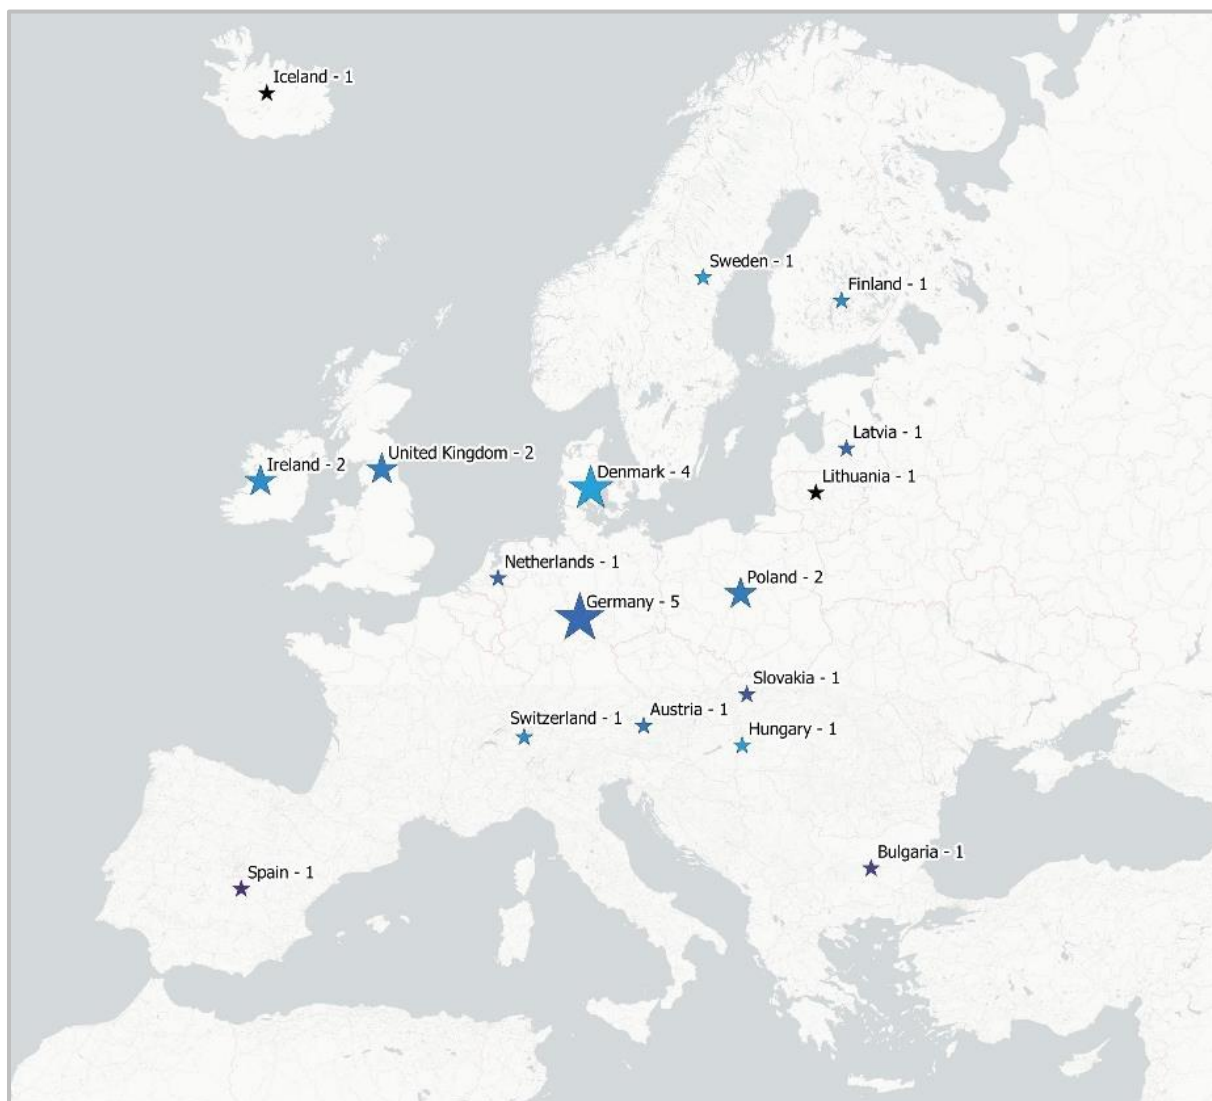 Iceland - 1
Sweden - 1
Finland - 1
Latvia - 1
United Kingdom - 2
Ireland - 2
Denmark - 4
Lithuania - 1
Netherlands - 1
Poland - 2
Germany - 5
Slovakia - 1
Austria - 1
Switzerland - 1
Hungary - 1
Bulgaria - 1
Spain - 1